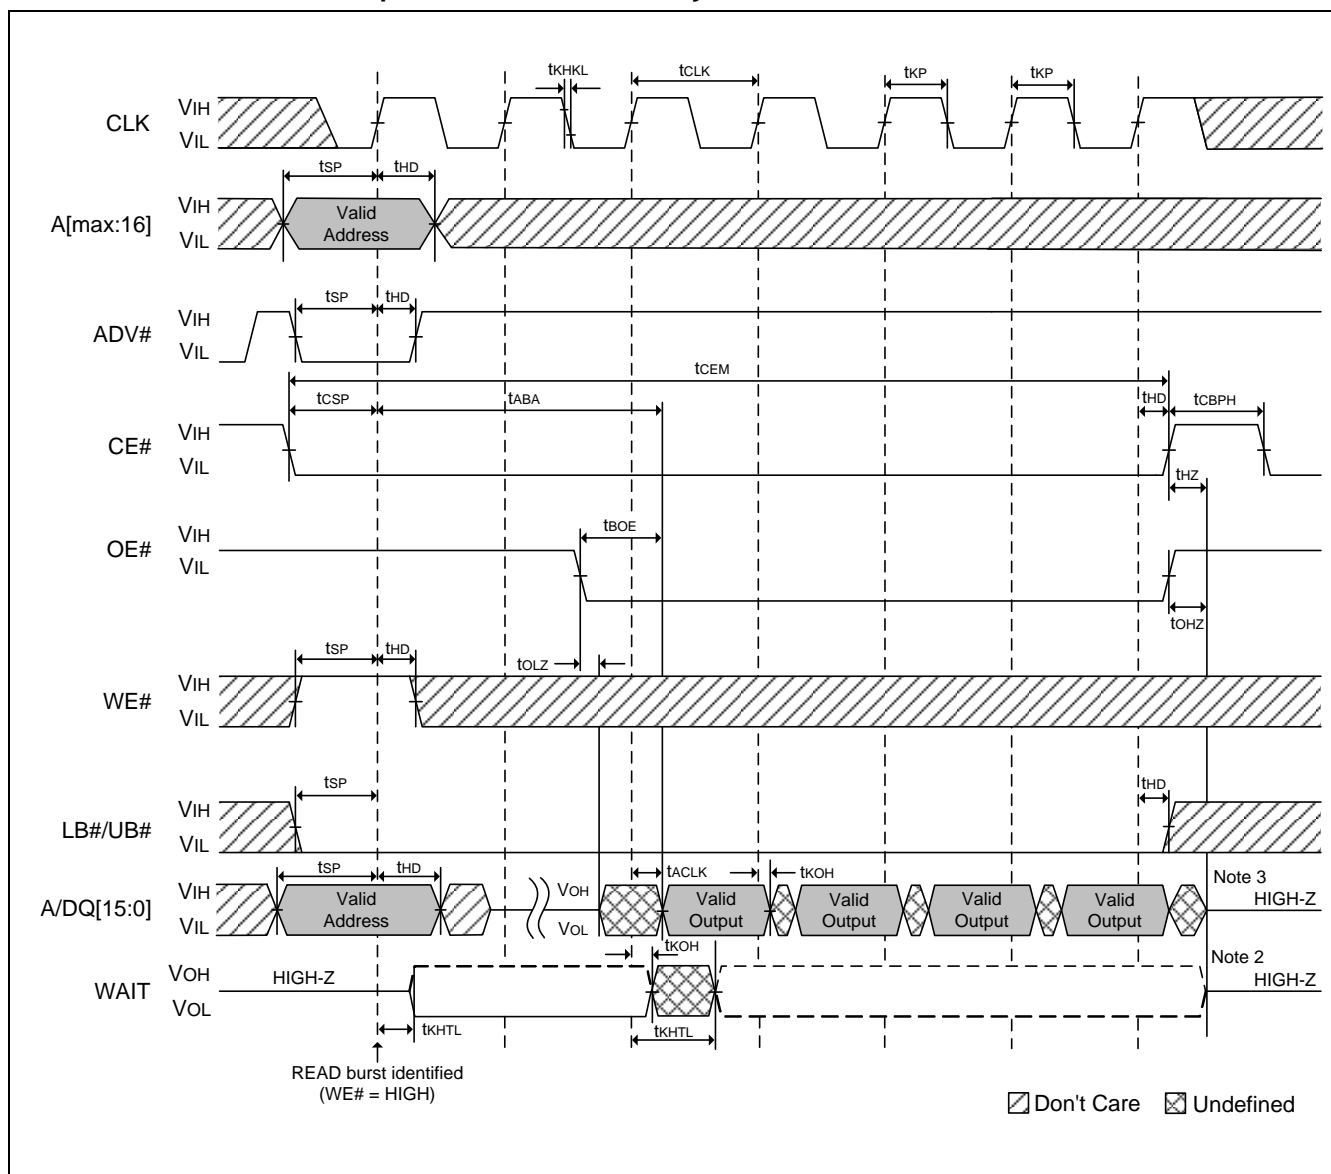 tKHKL
tCLK
tKP
tKP
CLK
VIH
VIL
tSP
tHD
A[max:16]
VIH
VIL
Valid
Address
tSP
tHD
ADV#
VIH
VIL
tCEM
tCSP
tABA
tHD
tCBPH
CE#
VIH
VIL
tHZ
tBOE
OE#
VIH
VIL
tOHZ
tSP
tHD
tOLZ
WE#
VIH
VIL
tSP
tHD
LB#/UB#
VIH
VIL
tSP
tHD
tACLK
tKOH
A/DQ[15:0]
VIH
VIL
Valid
Address
VOH
VOL
Valid
Output
Valid
Output
Valid
Output
Valid
Output
Note 3
HIGH-Z
tKOH
WAIT
VOH
VOL
HIGH-Z
Note 2
HIGH-Z
tKHTL
tKHTL
READ burst identified
(WE# = HIGH)
Don't Care
Undefined